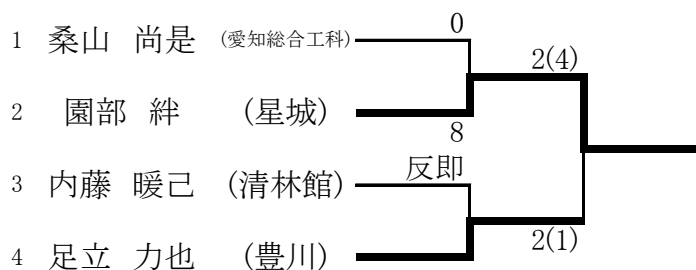 0
1 桑山 尚是 (愛知総合工科)
2(4)
2 園部 絆 (星城)
8
反即
3 内藤 暖己 (清林館)
2(1)
4 足立 力也 (豊川)